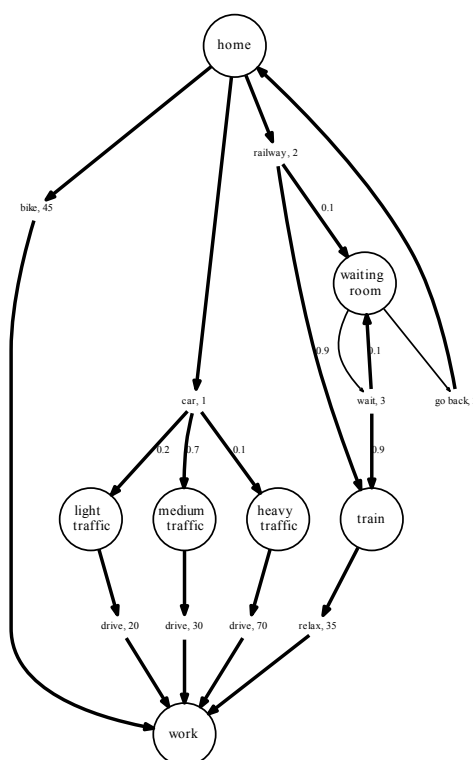 home
railway, 2
bike, 45
0.1
waiting
room
0.9
0.1
car, 1
wait, 3
go back,
0.2
0.7
0.1
0.9
light
traffic
medium
traffic
heavy
traffic
train
drive, 20
drive, 30
drive, 70
relax, 35
work